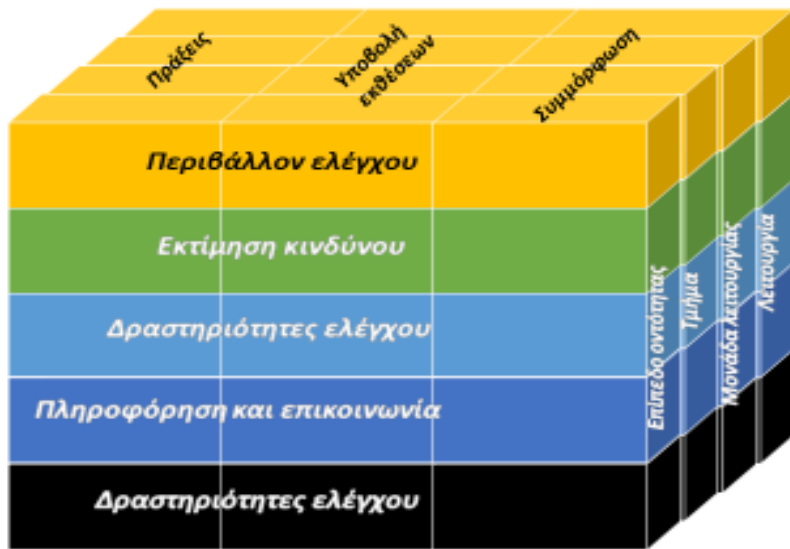 Πράξεις
Υποβολή
εκθέσεων
Συμμόρφωση
Περιβάλλον ελέγχου
Εκτίμηση κινδύνου
Δραστηριότητες ελέγχου
Πληροφόρηση και επικοινωνία
Δραστηριότητες ελέγχου
Επίπεδο οντότητας
Τμήμα
Μονάδα λειτουργίας
Λειτουργία